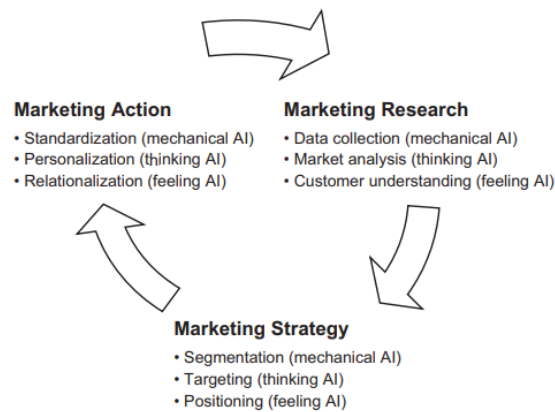 Marketing Action
• Standardization (mechanical AI)
• Personalization (thinking AI)
• Relationalization (feeling AI)
Marketing Research
• Data collection (mechanical AI)
• Market analysis (thinking AI)
• Customer understanding (feeling AI)
Marketing Strategy
• Segmentation (mechanical AI)
• Targeting (thinking AI)
• Positioning (feeling AI)